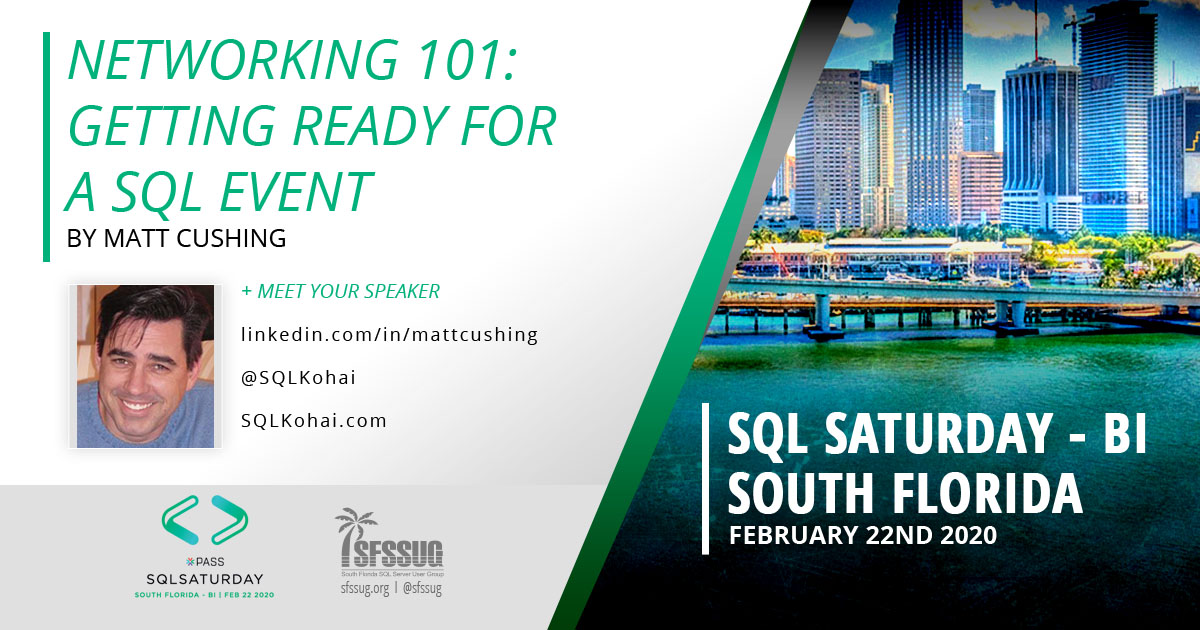 NETWORKING 101:
GETTING READY FOR
A SQL EVENT
BY MATT CUSHING
+ MEET YOUR SPEAKER
linkedin.com/in/mattcushing
@SQLKohai
SQLKohai.com
PASS
SQLSATURDAY
SOUTH FLORIDA - BI | FEB 22 2020
SFSSUG
South Florida SQL Server User Group
sfssug.org | @sfssug
SQL SATURDAY - BI
SOUTH FLORIDA
FEBRUARY 22ND 2020